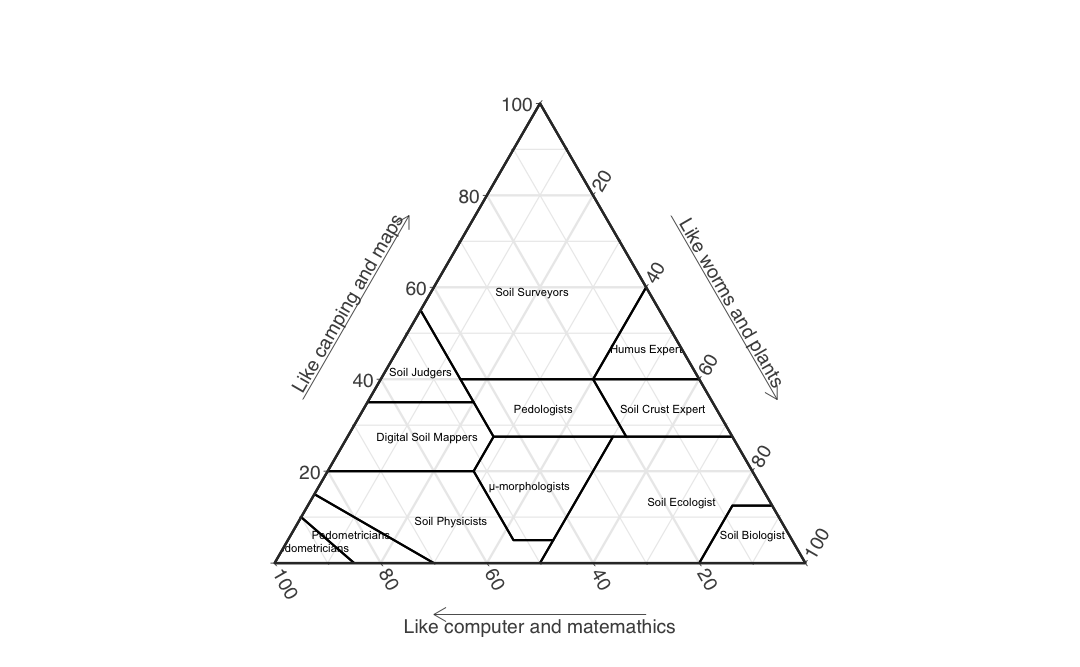 100
80
20
Like camping and maps
Like worms and plants
60
Soil Surveyors
40
Humus Expert
40
Soil Judgers
60
Pedologists
Soil Crust Expert
Digital Soil Mappers
80
20
μ-morphologists
Soil Ecologist
Soil Physicists
Pedometricians
Soil Biologist
dometricians
100
100
80
60
40
20
Like computer and matemathics